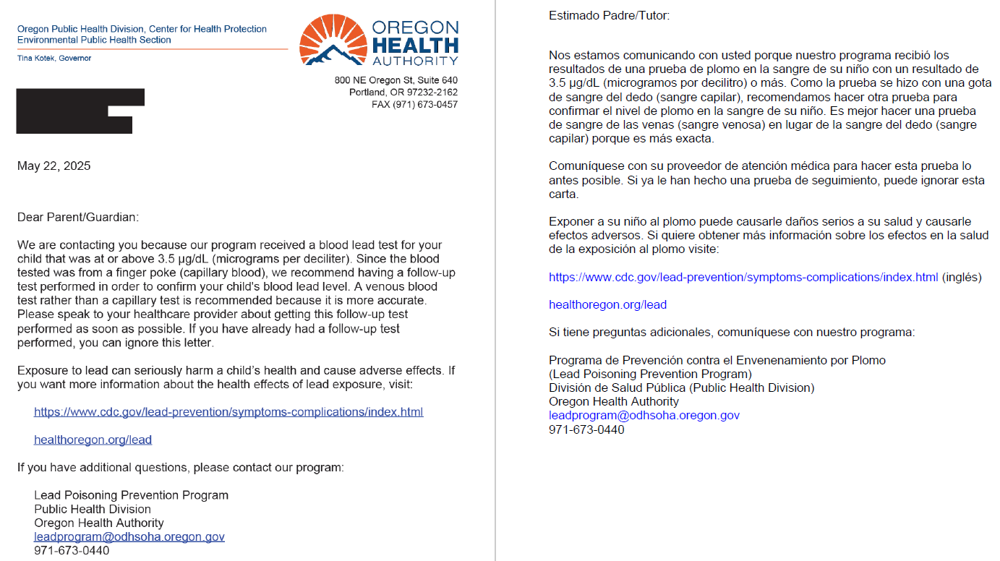 Oregon Public Health Division, Center for Health Protection
Environmental Public Health Section
Tina Kotek, Governor
OREGON
HEALTH
AUTHORITY
800 NE Oregon St, Suite 640
Portland, OR 97232-2162
FAX (971) 673-0457
May 22, 2025
Dear Parent/Guardian:
We are contacting you because our program received a blood lead test for your
child that was at or above 3.5 µg/dL (micrograms per deciliter). Since the blood
tested was from a finger poke (capillary blood), we recommend having a follow-up
test performed in order to confirm your child's blood lead level. A venous blood
test rather than a capillary test is recommended because it is more accurate.
Please speak to your healthcare provider about getting this follow-up test
performed as soon as possible. If you have already had a follow-up test
performed, you can ignore this letter.
Exposure to lead can seriously harm a child’s health and cause adverse effects. If
you want more information about the health effects of lead exposure, visit:
https://www.cdc.gov/lead-prevention/symptoms-complications/index.html
healthoregon.org/lead
If you have additional questions, please contact our program:
Lead Poisoning Prevention Program
Public Health Division
Oregon Health Authority
leadprogram@odhsoha.oregon.gov
971-673-0440
Estimado Padre/Tutor:
Nos estamos comunicando con usted porque nuestro programa recibió los
resultados de una prueba de plomo en la sangre de su niño con un resultado de
3.5 µg/dL (microgramos por decilitro) o más. Como la prueba se hizo con una gota
de sangre del dedo (sangre capilar), recomendamos hacer otra prueba para
confirmar el nivel de plomo en la sangre de su niño. Es mejor hacer una prueba
de sangre de las venas (sangre venosa) en lugar de la sangre del dedo (sangre
capilar) porque es más exacta.
Comuníquese con su proveedor de atención médica para hacer esta prueba lo
antes posible. Si ya le han hecho una prueba de seguimiento, puede ignorar esta
carta.
Exponer a su niño al plomo puede causarle daños serios a su salud y causarle
efectos adversos. Si quiere obtener más información sobre los efectos en la salud
de la exposición al plomo visite:
https://www.cdc.gov/lead-prevention/symptoms-complications/index.html (inglés)
healthoregon.org/lead
Si tiene preguntas adicionales, comuníquese con nuestro programa:
Programa de Prevención contra el Envenenamiento por Plomo
(Lead Poisoning Prevention Program)
División de Salud Pública (Public Health Division)
Oregon Health Authority
leadprogram@odhsoha.oregon.gov
971-673-0440